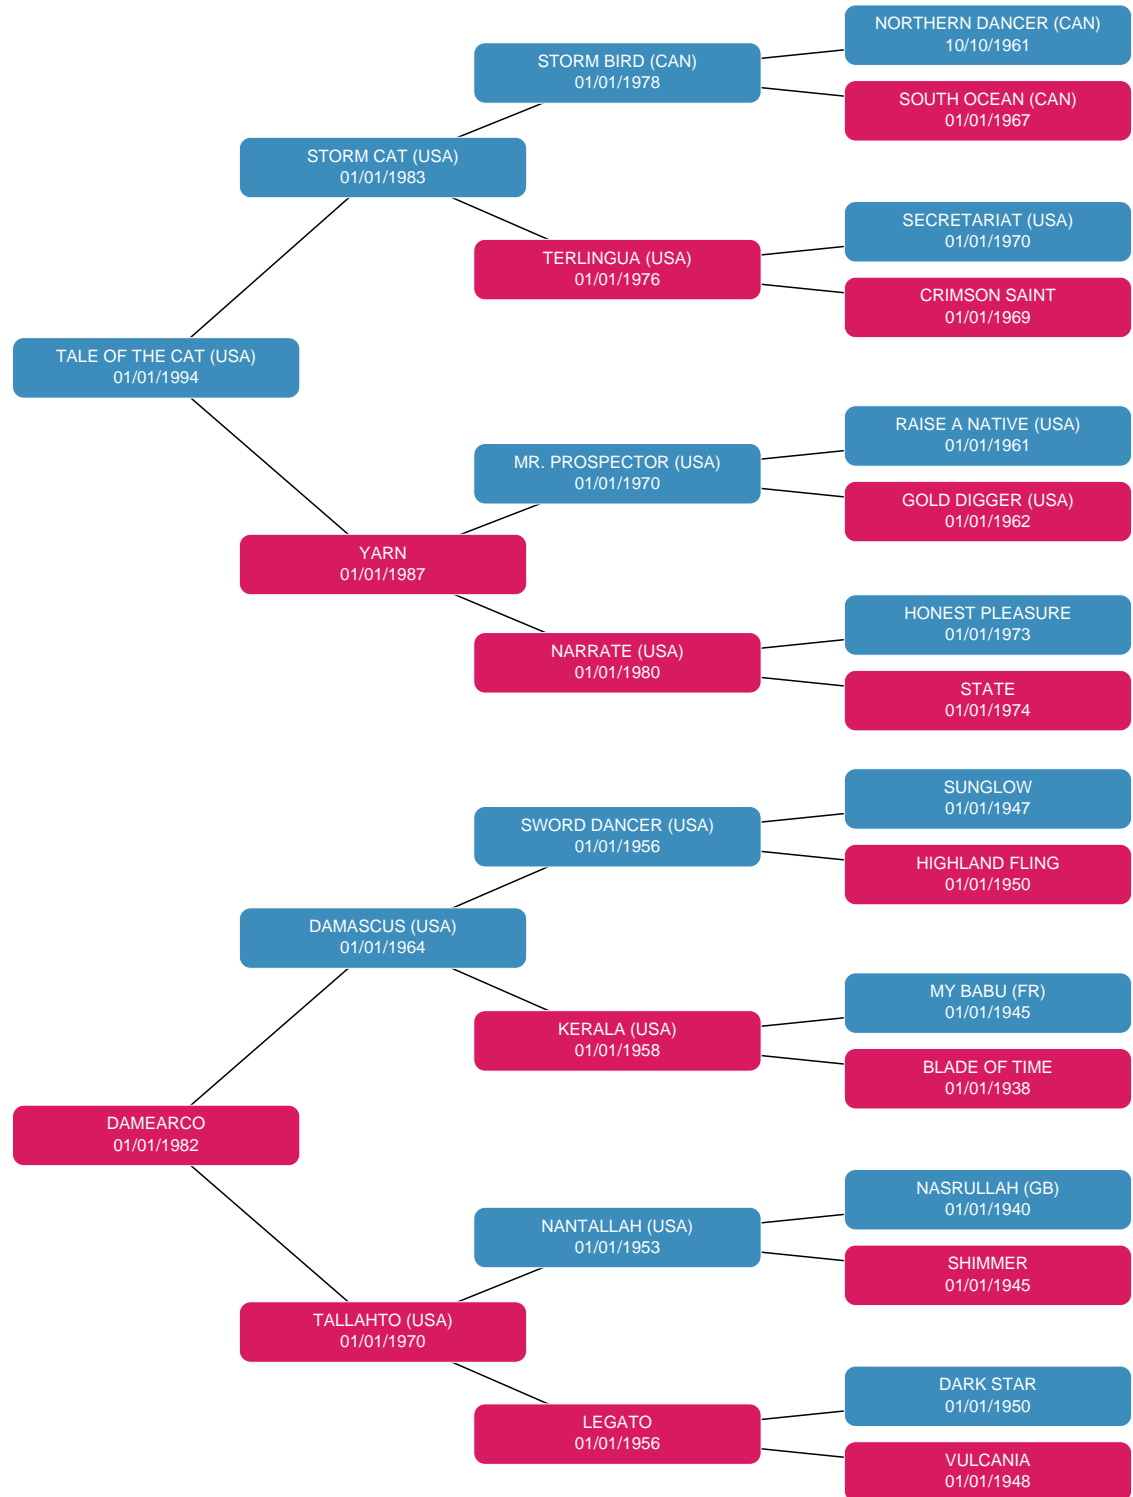 NORTHERN DANCER (CAN)
10/10/1961
STORM BIRD (CAN)
01/01/1978
SOUTH OCEAN (CAN)
01/01/1967
STORM CAT (USA)
01/01/1983
SECRETARIAT (USA)
01/01/1970
TERLINGUA (USA)
01/01/1976
CRIMSON SAINT
01/01/1969
TALE OF THE CAT (USA)
01/01/1994
RAISE A NATIVE (USA)
01/01/1961
MR. PROSPECTOR (USA)
01/01/1970
GOLD DIGGER (USA)
01/01/1962
YARN
01/01/1987
HONEST PLEASURE
01/01/1973
NARRATE (USA)
01/01/1980
STATE
01/01/1974
SUNGLOW
01/01/1947
SWORD DANCER (USA)
01/01/1956
HIGHLAND FLING
01/01/1950
DAMASCUS (USA)
01/01/1964
MY BABU (FR)
01/01/1945
KERALA (USA)
01/01/1958
BLADE OF TIME
01/01/1938
DAMEARCO
01/01/1982
NASRULLAH (GB)
01/01/1940
NANTALLAH (USA)
01/01/1953
SHIMMER
01/01/1945
TALLAHTO (USA)
01/01/1970
DARK STAR
01/01/1950
LEGATO
01/01/1956
VULCANIA
01/01/1948